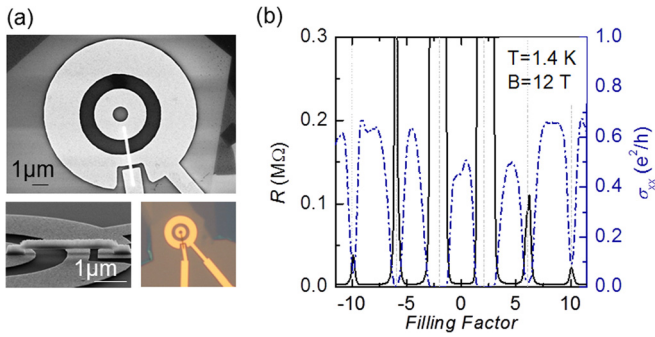 (a)
1μm
1μm
(b)
T=1.4 K
B=12 T
0.3
0.2
0.1
0.0
R (MΩ)
1.0
0.8
0.6
0.4
0.2
0.0
σxx (e²/h)
-10 -5 0 5 10
Filling Factor